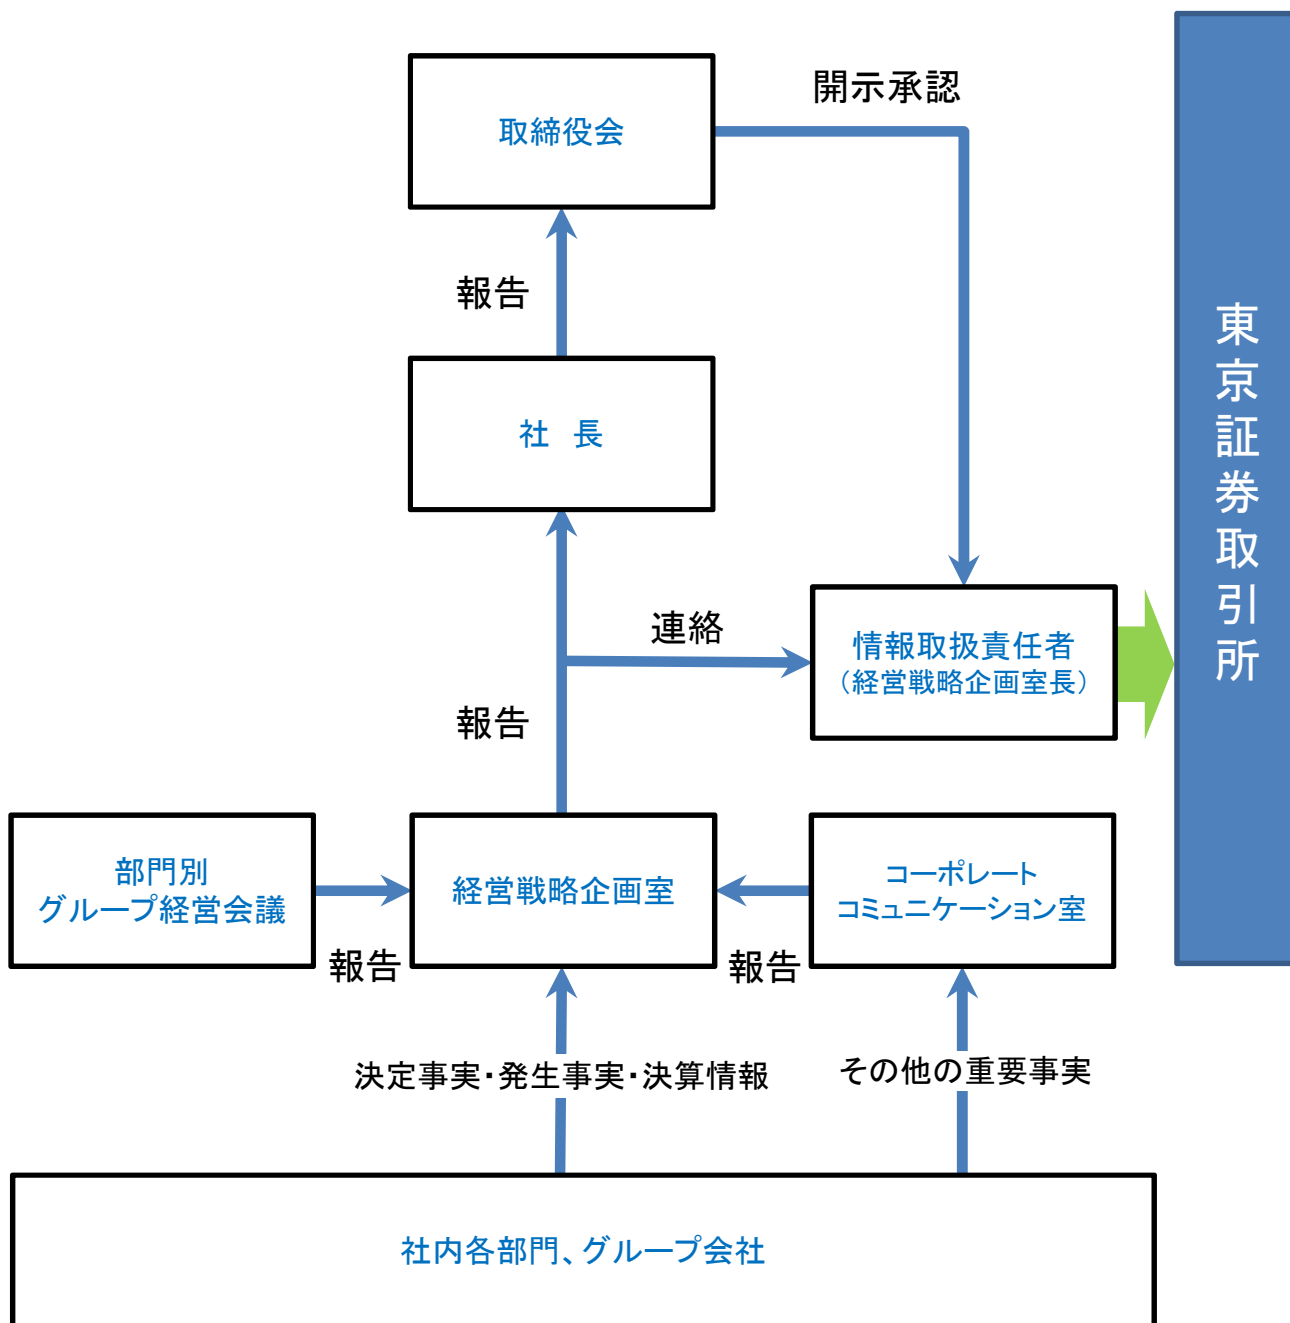 開示承認
取締役会
報告
社 長
東京証券取引所
連絡
情報取扱責任者
（経営戦略企画室長）
報告
部門別
グループ経営会議
経営戦略企画室
コーポレート
コミュニケーション室
報告
報告
決定事実・発生事実・決算情報
その他の重要事実
社内各部門、グループ会社